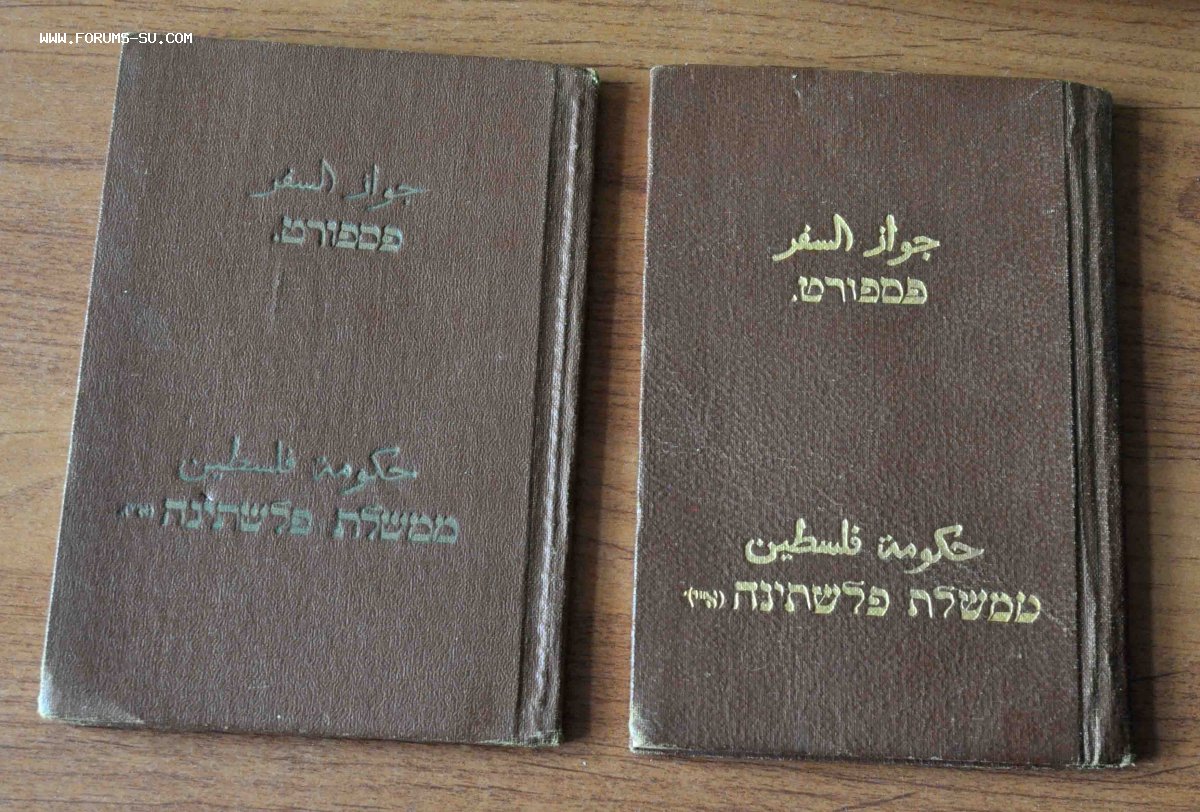 WWW.FORUMS-SU.COM
جواز السفر
פספורט.
حكومة فلسطين
ממשלת פלשתינה (א״י).
جواز السفر
פספורט.
حكومة فلسطين
ממשלת פלשתינה (א״י).